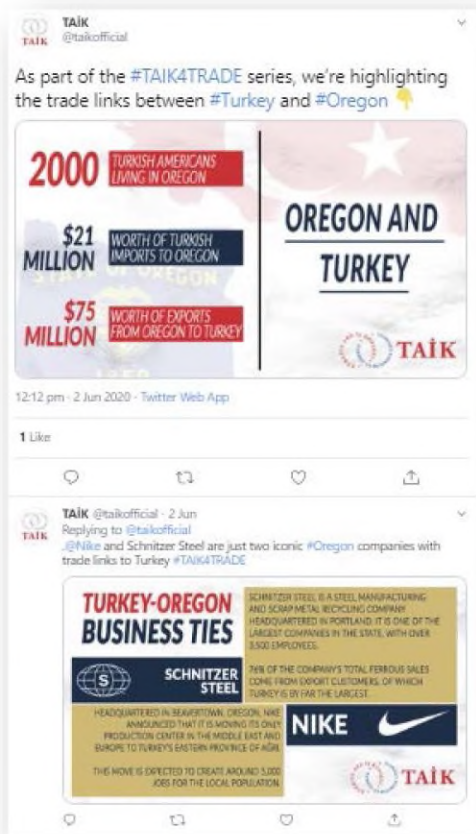 TAİK
@taikofficial
TAİK
As part of the #TAIK4TRADE series, we're highlighting
the trade links between #Turkey and #Oregon 👇
2000 TURKISH AMERICANS
LIVING IN OREGON
$21
MILLION
WORTH OF TURKISH
IMPORTS TO OREGON
$75
MILLION
WORTH OF EXPORTS
FROM OREGON TO TURKEY
OREGON AND
TURKEY
TAİK
12:12 pm · 2 Jun 2020 · Twitter Web App
1 Like
TAİK @taikofficial · 2 Jun
TAİK
Replying to @taikofficial
.@Nike and Schnitzer Steel are just two iconic #Oregon companies with
trade links to Turkey #TAIK4TRADE
TURKEY-OREGON
BUSINESS TIES
SCHNITZER STEEL IS A STEEL MANUFACTURING
AND SCRAP METAL RECYCLING COMPANY
HEADQUARTERED IN PORTLAND. IT IS ONE OF THE
LARGEST COMPANIES IN THE STATE, WITH OVER
3,500 EMPLOYEES.
76% OF THE COMPANY'S TOTAL FERROUS SALES
COME FROM EXPORT CUSTOMERS, OF WHICH
TURKEY IS BY FAR THE LARGEST.
S
SCHNITZER
STEEL
HEADQUARTERED IN BEAVERTOWN, OREGON, NIKE
ANNOUNCED THAT IT IS MOVING ITS ONLY
PRODUCTION CENTER IN THE MIDDLE EAST AND
EUROPE TO TURKEY'S EASTERN PROVINCE OF AĞRI.
THIS MOVE IS EXPECTED TO CREATE AROUND 3,000
JOBS FOR THE LOCAL POPULATION.
NIKE
TAİK